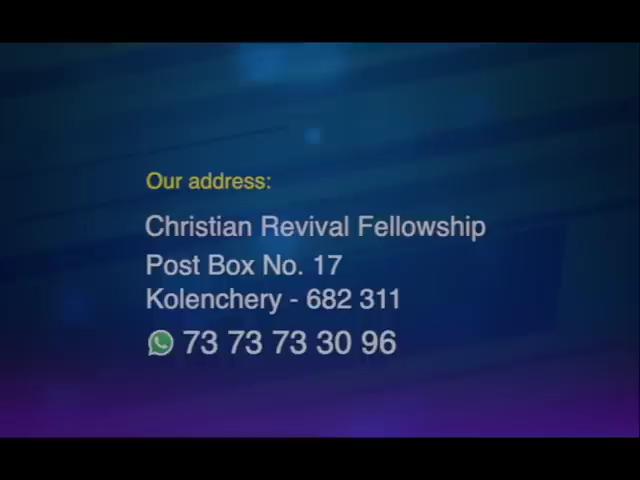 Our address:
Christian Revival Fellowship
Post Box No. 17
Kolenchery - 682 311
73 73 73 30 96